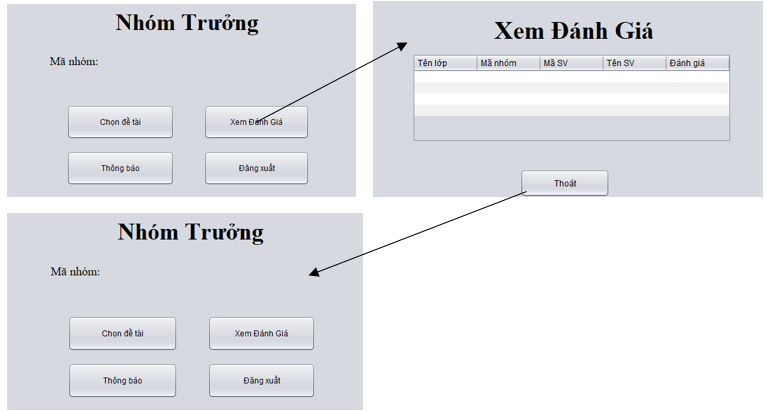 Nhóm Trưởng
Mã nhóm:
Chọn đề tài
Xem Đánh Giá
Thông báo
Đăng xuất
Xem Đánh Giá
Tên lớp Mã nhóm Mã SV Tên SV Đánh giá
Thoát
Nhóm Trưởng
Mã nhóm:
Chọn đề tài
Xem Đánh Giá
Thông báo
Đăng xuất